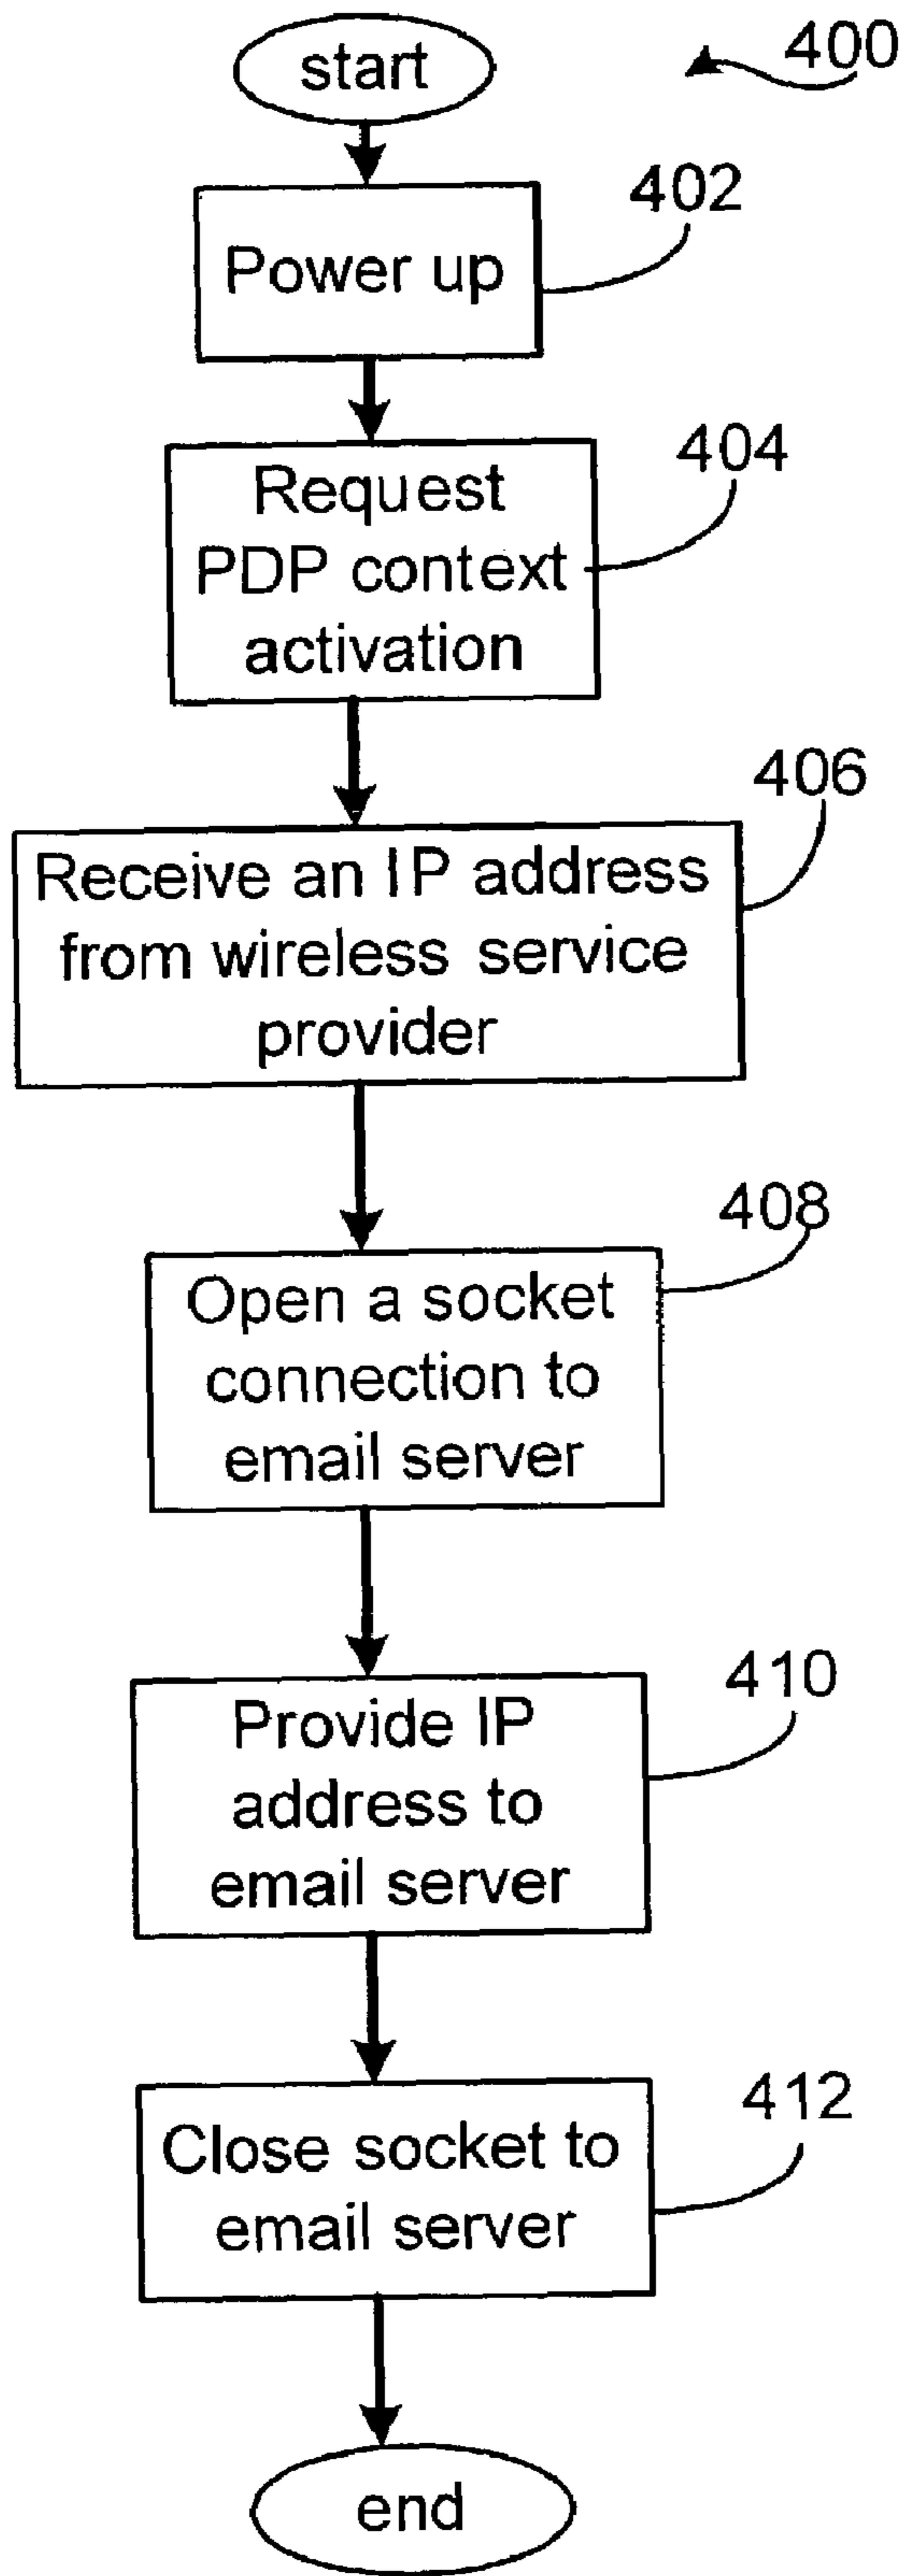 start
400
Power up
402
Request
PDP context
activation
404
Receive an IP address
from wireless service
provider
406
Open a socket
connection to
email server
408
Provide IP
address to
email server
410
Close socket to
email server
412
end